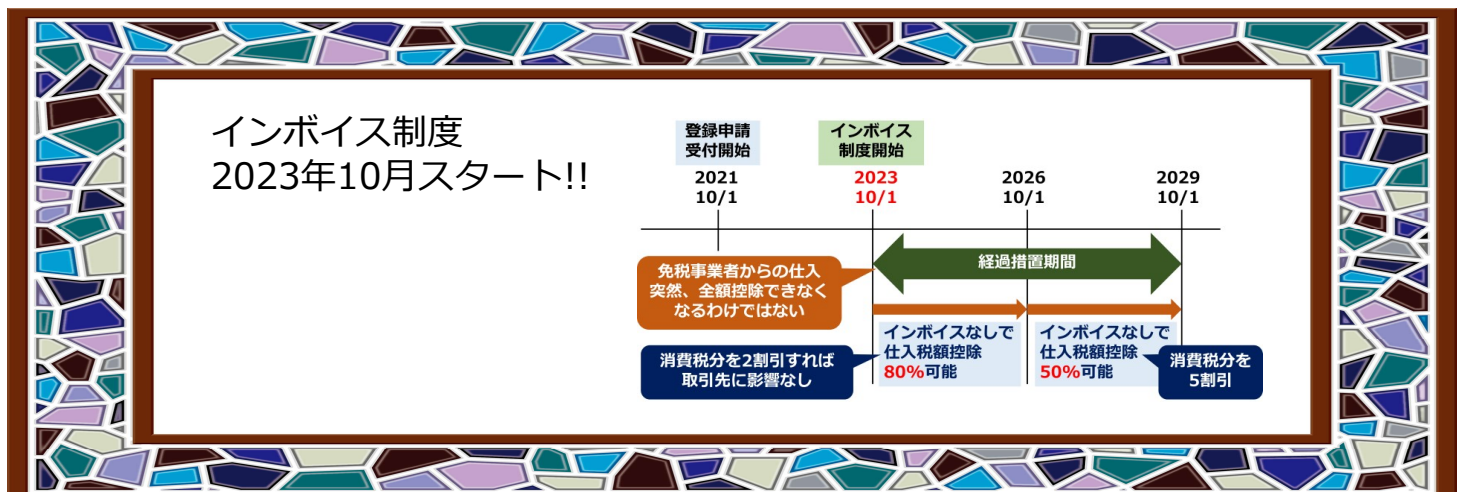 インボイス制度
2023年10月スタート!!
登録申請
受付開始
インボイス
制度開始
2021
10/1
2023
10/1
2026
10/1
2029
10/1
経過措置期間
免税事業者からの仕入
突然、全額控除できなく
なるわけではない
インボイスなしで
仕入税額控除
80%可能
インボイスなしで
仕入税額控除
50%可能
消費税分を2割引すれば
取引先に影響なし
消費税分を
5割引